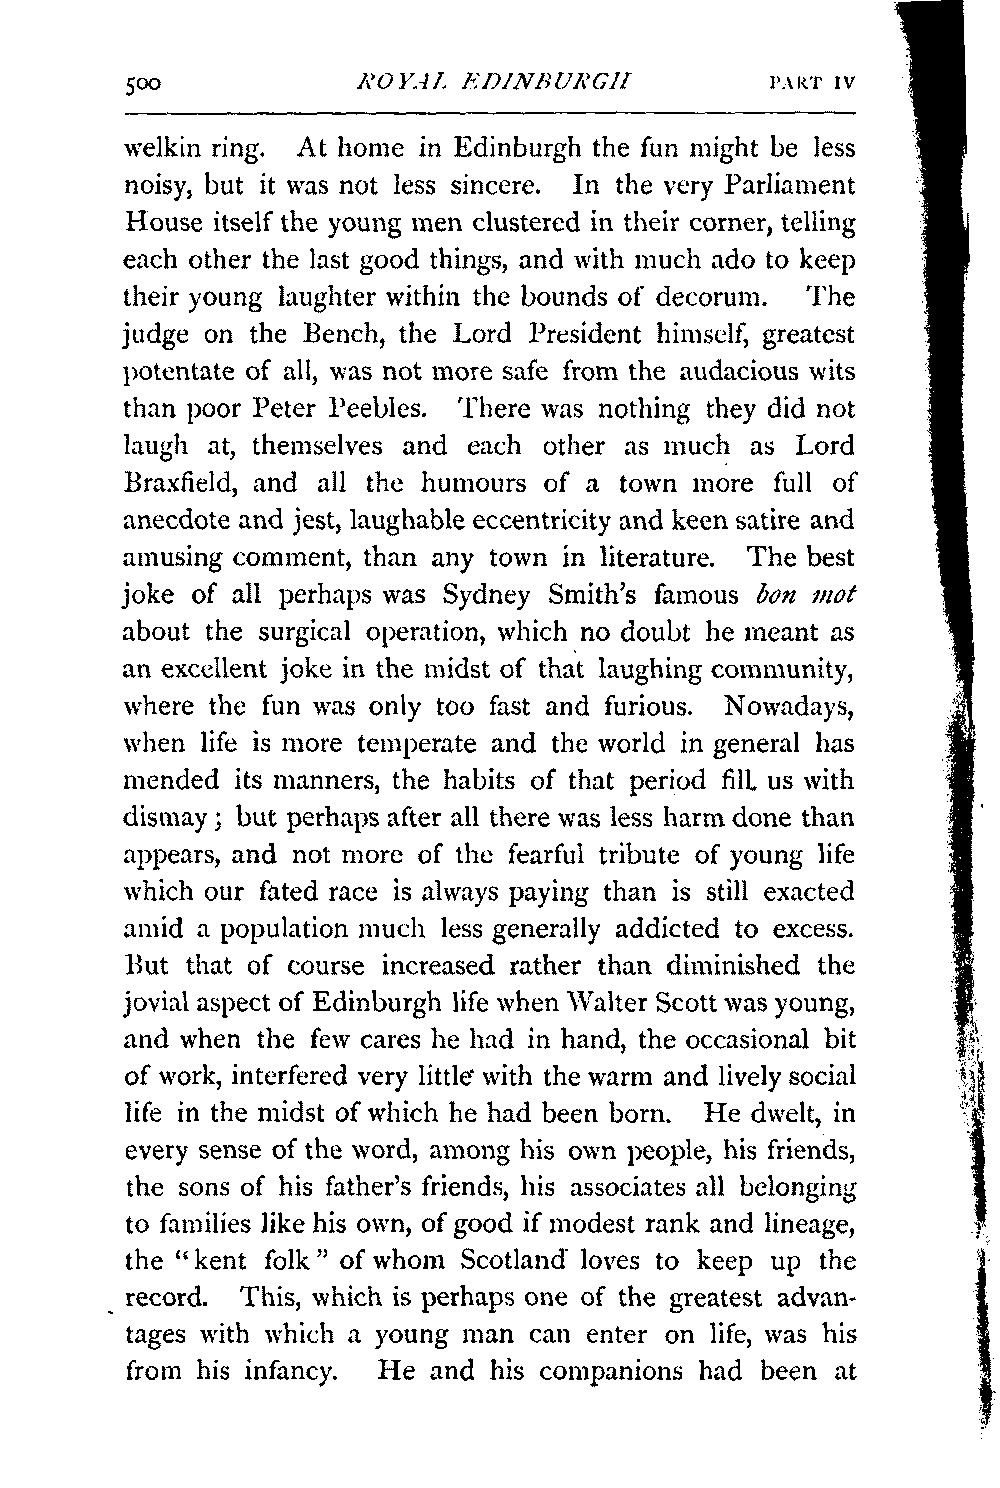 500 ROYAL EDINBURGH PART IV
welkin ring. At home in Edinburgh the fun might be less
noisy, but it was not less sincere. In the very Parliament
House itself the young men clustered in their corner, telling
each other the last good things, and with much ado to keep
their young laughter within the bounds of decorum. The
judge on the Bench, the Lord President himself, greatest
potentate of all, was not more safe from the audacious wits
than poor Peter Peebles. There was nothing they did not
laugh at, themselves and each other as much as Lord
Braxfield, and all the humours of a town more full of
anecdote and jest, laughable eccentricity and keen satire and
amusing comment, than any town in literature. The best
joke of all perhaps was Sydney Smith's famous bon mot
about the surgical operation, which no doubt he meant as
an excellent joke in the midst of that laughing community,
where the fun was only too fast and furious. Nowadays,
when life is more temperate and the world in general has
mended its manners, the habits of that period fill us with
dismay; but perhaps after all there was less harm done than
appears, and not more of the fearful tribute of young life
which our fated race is always paying than is still exacted
amid a population much less generally addicted to excess.
But that of course increased rather than diminished the
jovial aspect of Edinburgh life when Walter Scott was young,
and when the few cares he had in hand, the occasional bit
of work, interfered very little with the warm and lively social
life in the midst of which he had been born. He dwelt, in
every sense of the word, among his own people, his friends,
the sons of his father's friends, his associates all belonging
to families like his own, of good if modest rank and lineage,
the "kent folk" of whom Scotland loves to keep up the
record. This, which is perhaps one of the greatest advan-
tages with which a young man can enter on life, was his
from his infancy. He and his companions had been at